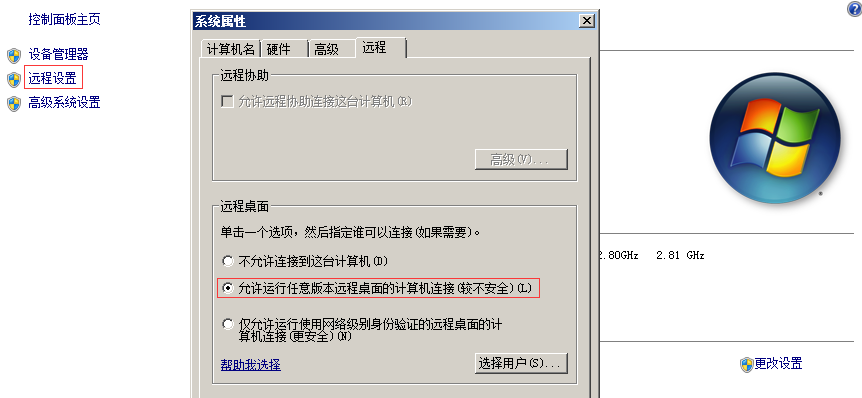 控制面板主页
设备管理器
远程设置
高级系统设置
系统属性
计算机名 硬件 高级 远程
远程协助
允许远程协助连接这台计算机(R)
高级(V)...
远程桌面
单击一个选项，然后指定谁可以连接(如果需要)。
不允许连接到这台计算机(D)
允许运行任意版本远程桌面的计算机连接(较不安全)(L)
仅允许运行使用网络级别身份验证的远程桌面的计
算机连接(更安全)(N)
帮助我选择
选择用户(S)...
2.80GHz 2.81 GHz
更改设置